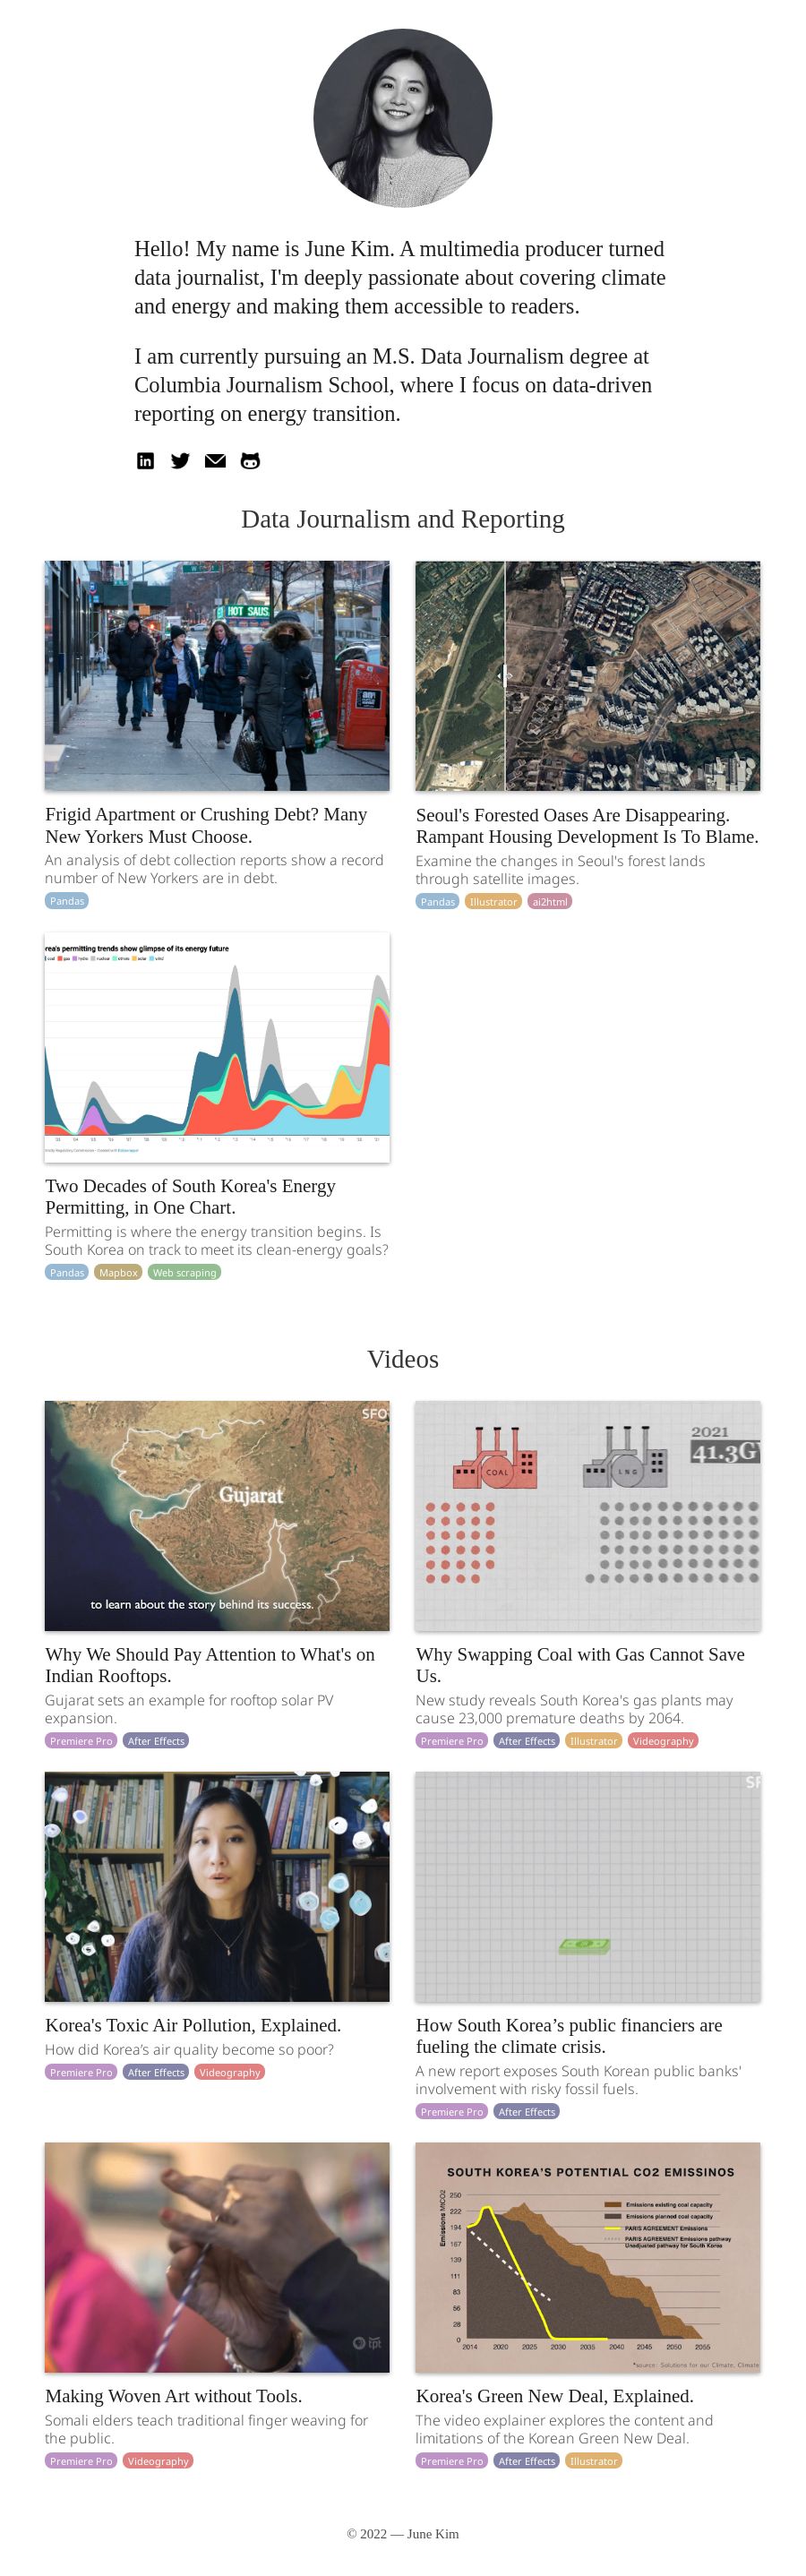 Hello! My name is June Kim. A multimedia producer turned
data journalist, I'm deeply passionate about covering climate
and energy and making them accessible to readers.
I am currently pursuing an M.S. Data Journalism degree at
Columbia Journalism School, where I focus on data-driven
reporting on energy transition.
in
Data Journalism and Reporting
HOT SAUS
Frigid Apartment or Crushing Debt? Many
New Yorkers Must Choose.
An analysis of debt collection reports show a record
number of New Yorkers are in debt.
Pandas
Seoul's Forested Oases Are Disappearing.
Rampant Housing Development Is To Blame.
Examine the changes in Seoul's forest lands
through satellite images.
Pandas Illustrator ai2html
rea's permitting trends show glimpse of its energy future
Two Decades of South Korea's Energy
Permitting, in One Chart.
Permitting is where the energy transition begins. Is
South Korea on track to meet its clean-energy goals?
Pandas Mapbox Web scraping
Videos
SFO
Gujarat
to learn about the story behind its success.
Why We Should Pay Attention to What's on
Indian Rooftops.
Gujarat sets an example for rooftop solar PV
expansion.
Premiere Pro After Effects
2021
41.3G
COAL LNG
Why Swapping Coal with Gas Cannot Save
Us.
New study reveals South Korea's gas plants may
cause 23,000 premature deaths by 2064.
Premiere Pro After Effects Illustrator Videography
Korea's Toxic Air Pollution, Explained.
How did Korea's air quality become so poor?
Premiere Pro After Effects Videography
SF
How South Korea’s public financiers are
fueling the climate crisis.
A new report exposes South Korean public banks'
involvement with risky fossil fuels.
Premiere Pro After Effects
tpt
Making Woven Art without Tools.
Somali elders teach traditional finger weaving for
the public.
Premiere Pro Videography
SOUTH KOREA'S POTENTIAL CO2 EMISSINOS
Emissions MtCO2
250
222
194
167
139
111
83
56
28
0
2014 2020 2025 2030 2035 2040 2045 2050 2055
Emissions existing coal capacity
Emissions planned coal capacity
PARIS AGREEMENT Emissions
PARIS AGREEMENT Emissions pathway
Unadjusted pathway for South Korea
*source: Solutions for our Climate, Climate
Korea's Green New Deal, Explained.
The video explainer explores the content and
limitations of the Korean Green New Deal.
Premiere Pro After Effects Illustrator
© 2022 — June Kim